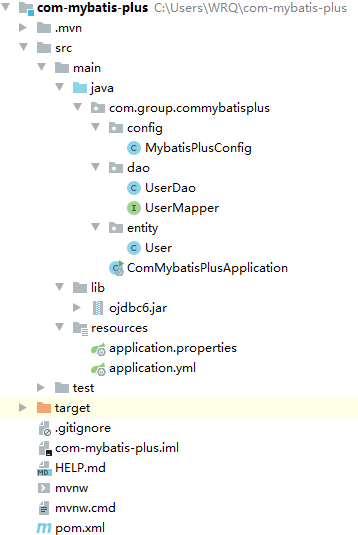 com-mybatis-plus C:\Users\WRQ\com-mybatis-plus
.mvn
src
main
java
com.group.commybatisplus
config
C MybatisPlusConfig
dao
C UserDao
I UserMapper
entity
C User
C ComMybatisPlusApplication
lib
ojdbc6.jar
resources
application.properties
application.yml
test
target
.gitignore
com-mybatis-plus.iml
MD HELP.md
mvnw
mvnw.cmd
m pom.xml